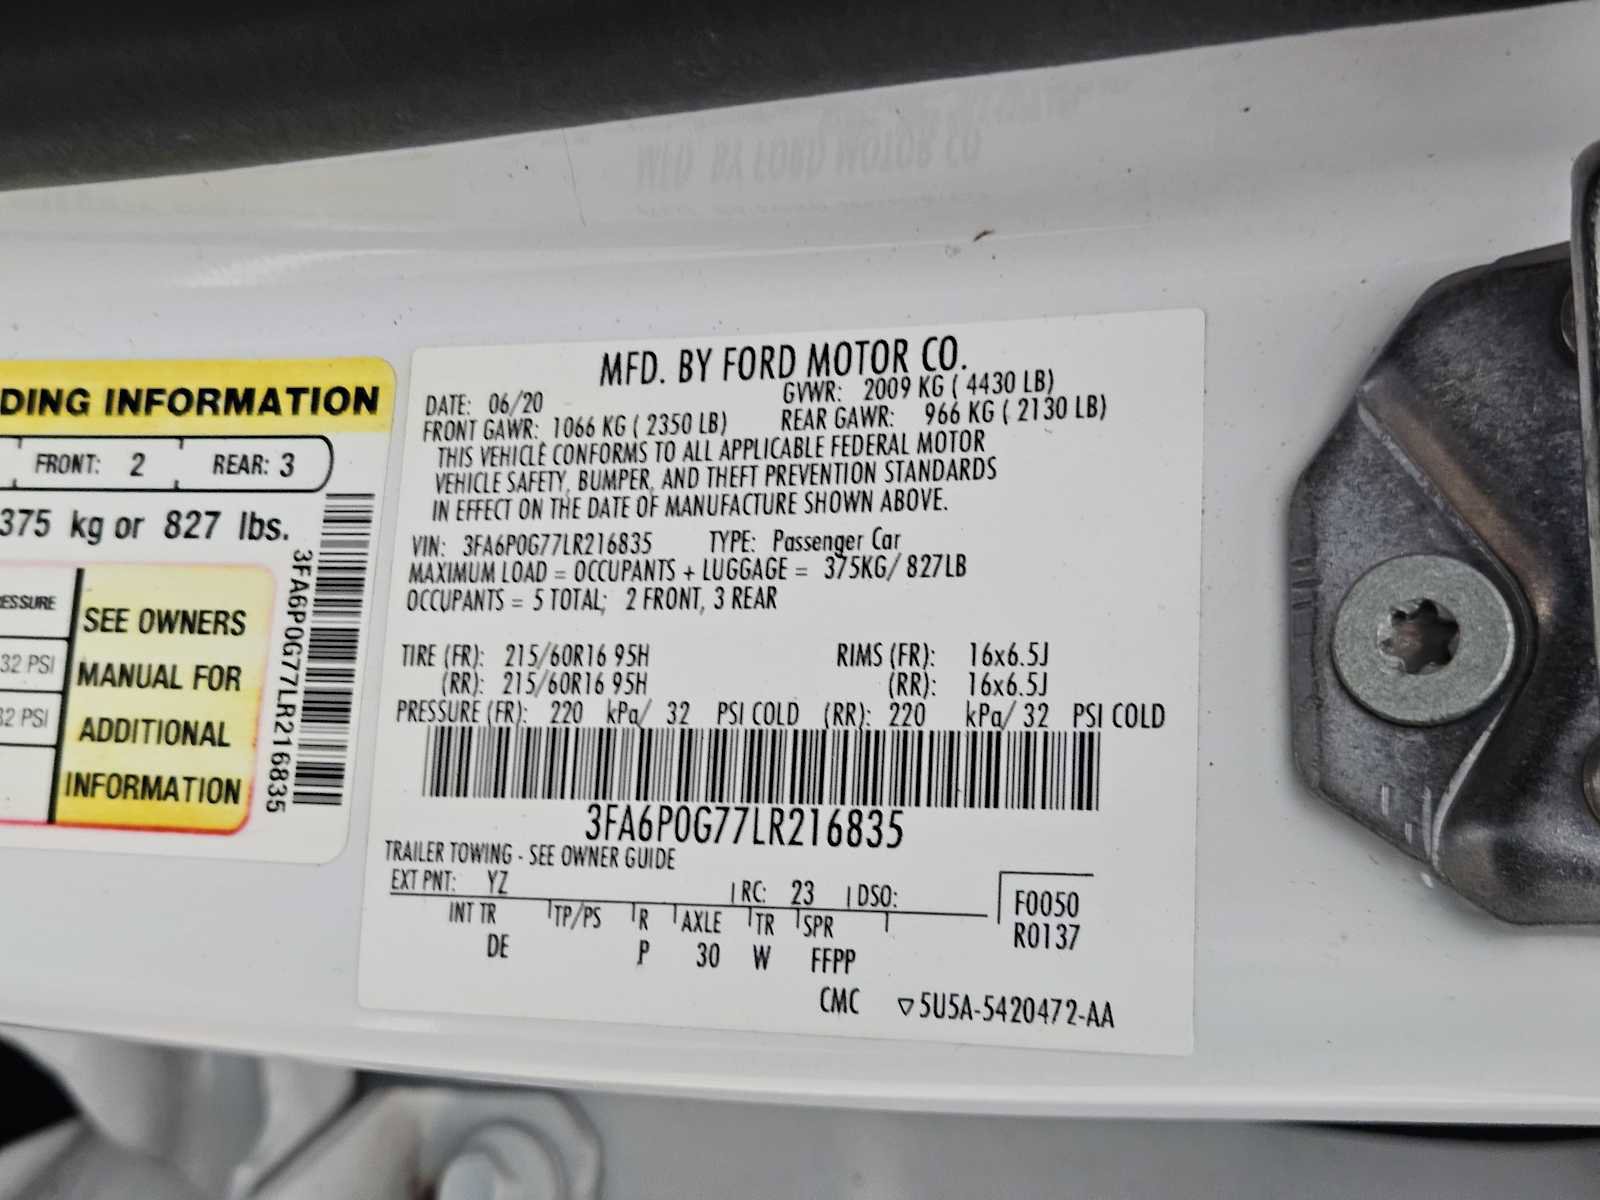 DING INFORMATION
FRONT: 2 REAR: 3
375 kg or 827 lbs.
ESSURE
32 PSI
32 PSI
SEE OWNERS
MANUAL FOR
ADDITIONAL
INFORMATION
3FA6P0G77LR216835
MFD. BY FORD MOTOR CO.
DATE: 06/20 GVWR: 2009 KG ( 4430 LB)
FRONT GAWR: 1066 KG ( 2350 LB) REAR GAWR: 966 KG ( 2130 LB)
THIS VEHICLE CONFORMS TO ALL APPLICABLE FEDERAL MOTOR
VEHICLE SAFETY, BUMPER, AND THEFT PREVENTION STANDARDS
IN EFFECT ON THE DATE OF MANUFACTURE SHOWN ABOVE.
VIN: 3FA6P0G77LR216835 TYPE: Passenger Car
MAXIMUM LOAD = OCCUPANTS + LUGGAGE = 375KG/ 827LB
OCCUPANTS = 5 TOTAL; 2 FRONT, 3 REAR
TIRE (FR): 215/60R16 95H RIMS (FR): 16x6.5J
(RR): 215/60R16 95H (RR): 16x6.5J
PRESSURE (FR): 220 kPa/ 32 PSI COLD (RR): 220 kPa/ 32 PSI COLD
3FA6P0G77LR216835
TRAILER TOWING - SEE OWNER GUIDE
EXT PNT: YZ RC: 23 DSO:
INT TR TP/PS R AXLE TR SPR
DE P 30 W FFPP
F0050
R0137
CMC ▽5U5A-5420472-AA